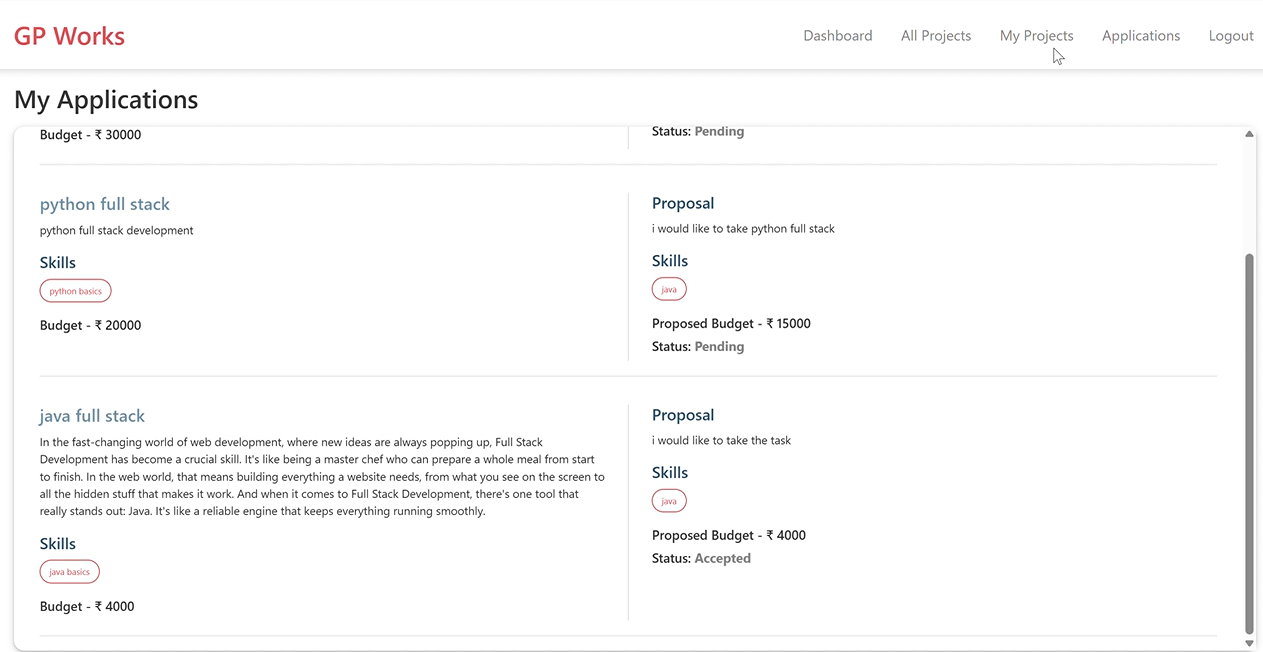 GP Works
Dashboard All Projects My Projects Applications Logout
My Applications
Budget - ₹ 30000
Status: Pending
python full stack
python full stack development
Skills
python basics
Budget - ₹ 20000
Proposal
i would like to take python full stack
Skills
java
Proposed Budget - ₹ 15000
Status: Pending
java full stack
In the fast-changing world of web development, where new ideas are always popping up, Full Stack
Development has become a crucial skill. It's like being a master chef who can prepare a whole meal from start
to finish. In the web world, that means building everything a website needs, from what you see on the screen to
all the hidden stuff that makes it work. And when it comes to Full Stack Development, there's one tool that
really stands out: Java. It's like a reliable engine that keeps everything running smoothly.
Skills
java basics
Budget - ₹ 4000
Proposal
i would like to take the task
Skills
java
Proposed Budget - ₹ 4000
Status: Accepted